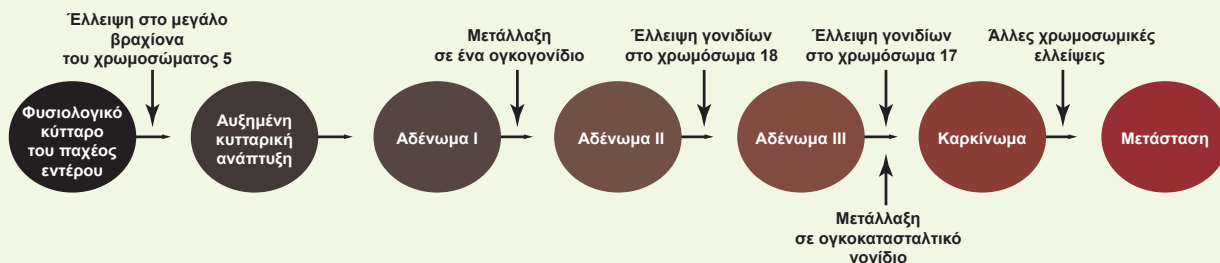 Έλλειψη στο μεγάλο
βραχίονα
του χρωμοσώματος 5
Μετάλλαξη
σε ένα ογκογονίδιο
Έλλειψη γονιδίων
στο χρωμόσωμα 18
Έλλειψη γονιδίων
στο χρωμόσωμα 17
Άλλες χρωμοσωμικές
ελλείψεις
Φυσιολογικό
κύτταρο
του παχέος
εντέρου
Αυξημένη
κυτταρική
ανάπτυξη
Αδένωμα I
Αδένωμα II
Αδένωμα III
Καρκίνωμα
Μετάσταση
Μετάλλαξη
σε ογκοκατασταλτικό
γονίδιο